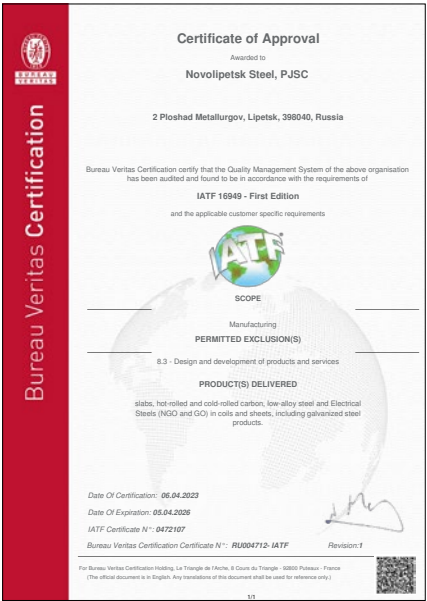 Certificate of Approval
Awarded to
Novolipetsk Steel, PJSC
2 Ploshad Metallurgov, Lipetsk, 398040, Russia
Bureau Veritas Certification certify that the Quality Management System of the above organisation
has been audited and found to be in accordance with the requirements of
IATF 16949 - First Edition
and the applicable customer specific requirements
IATF
SCOPE
Manufacturing
PERMITTED EXCLUSION(S)
8.3 - Design and development of products and services
PRODUCT(S) DELIVERED
slabs, hot-rolled and cold-rolled carbon, low-alloy steel and Electrical
Steels (NGO and GO) in coils and sheets, including galvanized steel
products.
Date Of Certification: 06.04.2023
Date Of Expiration: 05.04.2026
IATF Certificate N°: 0472107
Bureau Veritas Certification Certificate N°: RU004712- IATF Revision:1
For Bureau Veritas Certification Holding, Le Triangle de l'Arche, 8 Cours du Triangle - 92800 Puteaux - France
(The official document is in English. Any translations of this document shall be used for reference only.)
1/1
BUREAU
VERITAS
Bureau Veritas Certification